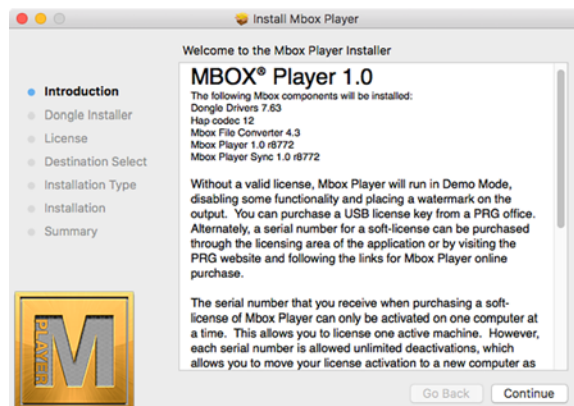 Install Mbox Player
Welcome to the Mbox Player Installer
Introduction
Dongle Installer
License
Destination Select
Installation Type
Installation
Summary
MBOX® Player 1.0
The following Mbox components will be installed:
Dongle Drivers 7.63
Hap codec 12
Mbox File Converter 4.3
Mbox Player 1.0 r8772
Mbox Player Sync 1.0 r8772
Without a valid license, Mbox Player will run in Demo Mode,
disabling some functionality and placing a watermark on the
output. You can purchase a USB license key from a PRG office.
Alternately, a serial number for a soft-license can be purchased
through the licensing area of the application or by visiting the
PRG website and following the links for Mbox Player online
purchase.
The serial number that you receive when purchasing a soft-
license of Mbox Player can only be activated on one computer at
a time. This allows you to license one active machine. However,
each serial number is allowed unlimited deactivations, which
allows you to move your license activation to a new computer as
PLAYER
M
Go Back
Continue